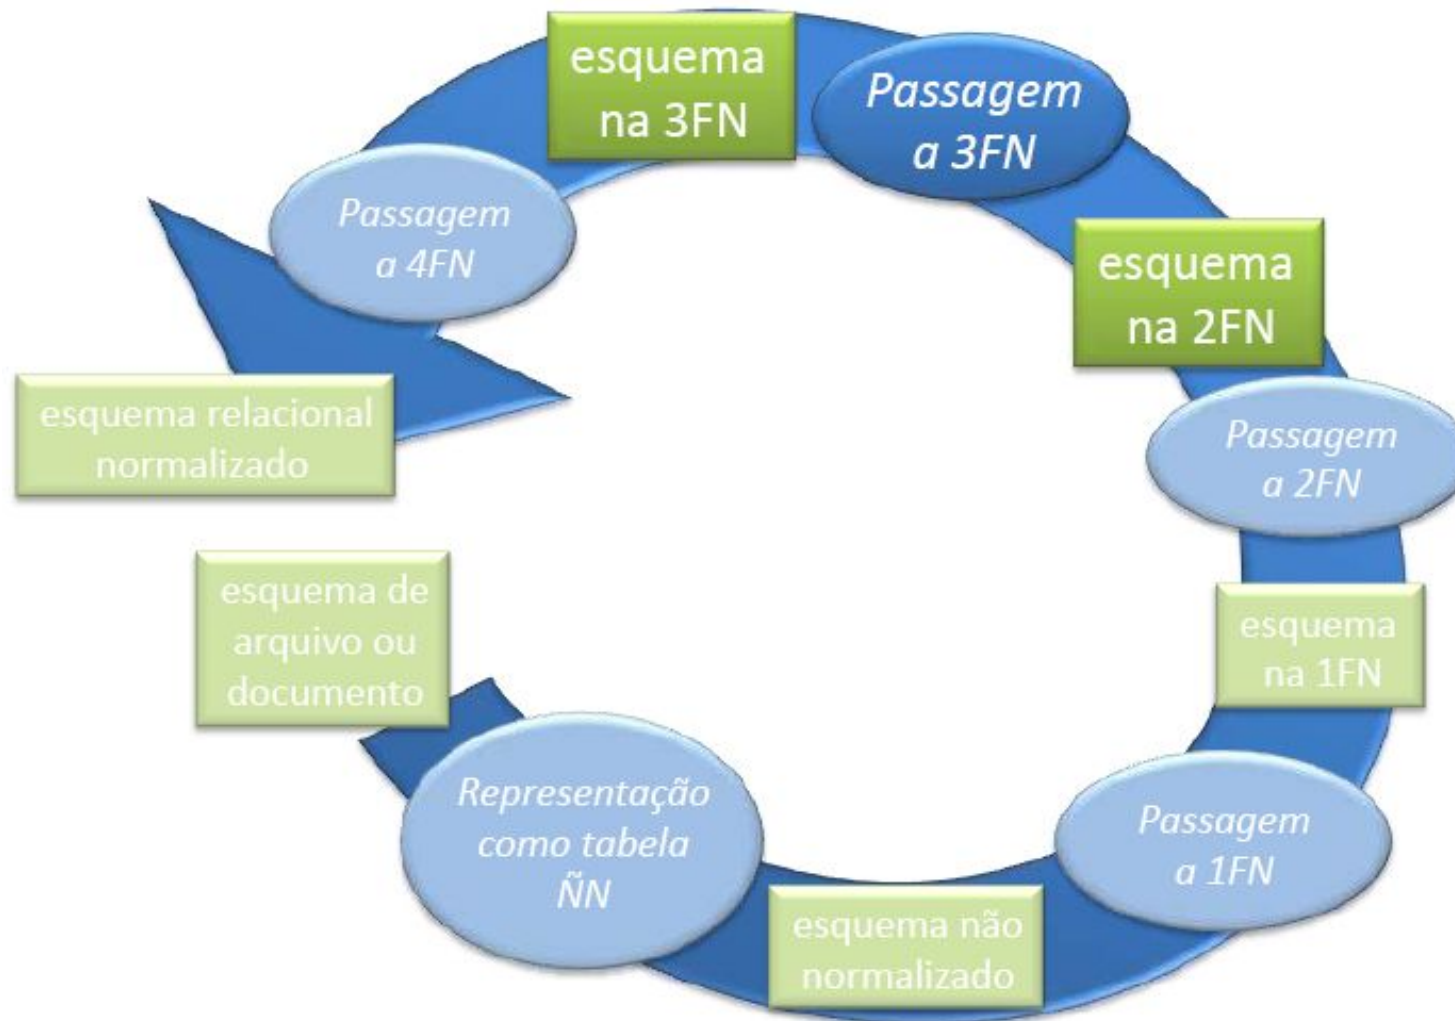 esquema
na 3FN
Passagem
a 3FN
Passagem
a 4FN
esquema
na 2FN
esquema relacional
normalizado
Passagem
a 2FN
esquema de
arquivo ou
documento
esquema
na 1FN
Representação
como tabela
ÑN
Passagem
a 1FN
esquema não
normalizado